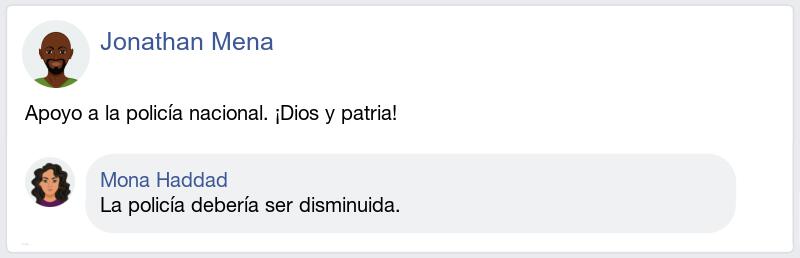 Jonathan Mena
Apoyo a la policía nacional. ¡Dios y patria!
Mona Haddad
La policía debería ser disminuida.